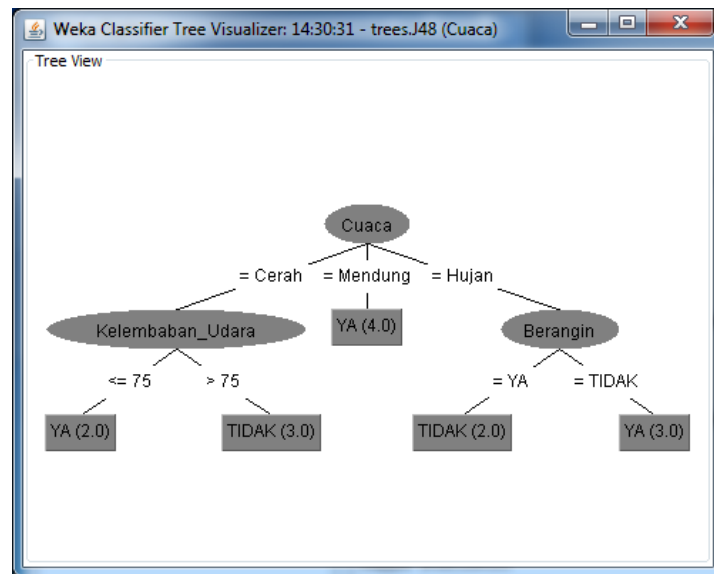 Weka Classifier Tree Visualizer: 14:30:31 - trees.J48 (Cuaca)
Tree View
Cuaca
= Cerah = Mendung = Hujan
Kelembaban_Udara YA (4.0) Berangin
<= 75 > 75 = YA = TIDAK
YA (2.0) TIDAK (3.0) TIDAK (2.0) YA (3.0)